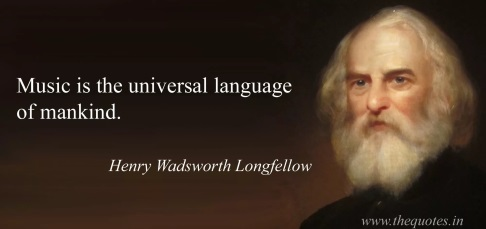 Music is the universal language
of mankind.
Henry Wadsworth Longfellow
www.thequotes.in